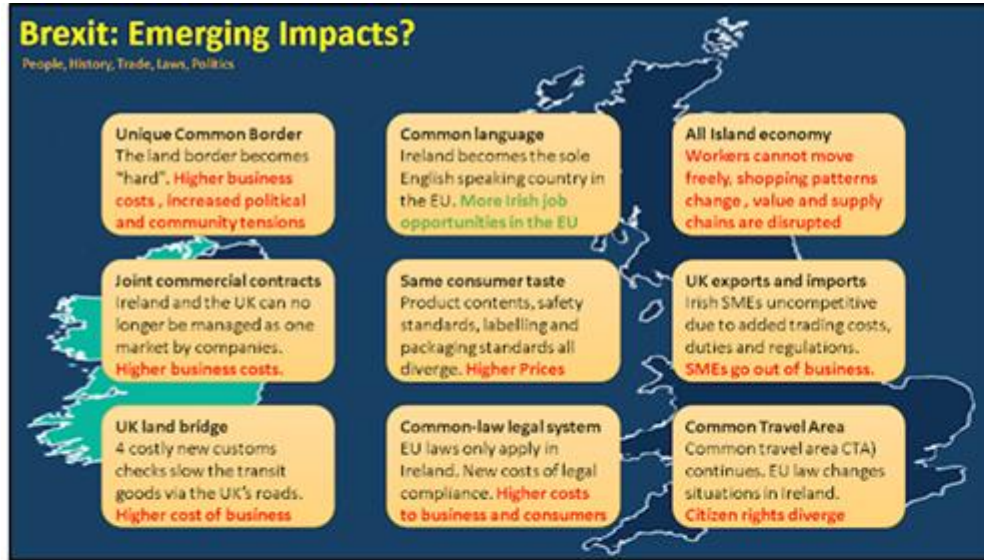 Brexit: Emerging Impacts?
People, History, Trade, Laws, Politics
Unique Common Border
The land border becomes
"hard". Higher business
costs , increased political
and community tensions
Common language
Ireland becomes the sole
English speaking country in
the EU. More Irish job
opportunities in the EU
All Island economy
Workers cannot move
freely, shopping patterns
change , value and supply
chains are disrupted
Joint commercial contracts
Ireland and the UK can no
longer be managed as one
market by companies.
Higher business costs.
Same consumer taste
Product contents, safety
standards, labelling and
packaging standards all
diverge. Higher Prices
UK exports and imports
Irish SMEs uncompetitive
due to added trading costs,
duties and regulations.
SMEs go out of business.
UK land bridge
4 costly new customs
checks slow the transit
goods via the UK's roads.
Higher cost of business
Common-law legal system
EU laws only apply in
Ireland. New costs of legal
compliance. Higher costs
to business and consumers
Common Travel Area
Common travel area CTA)
continues. EU law changes
situations in Ireland.
Citizen rights diverge